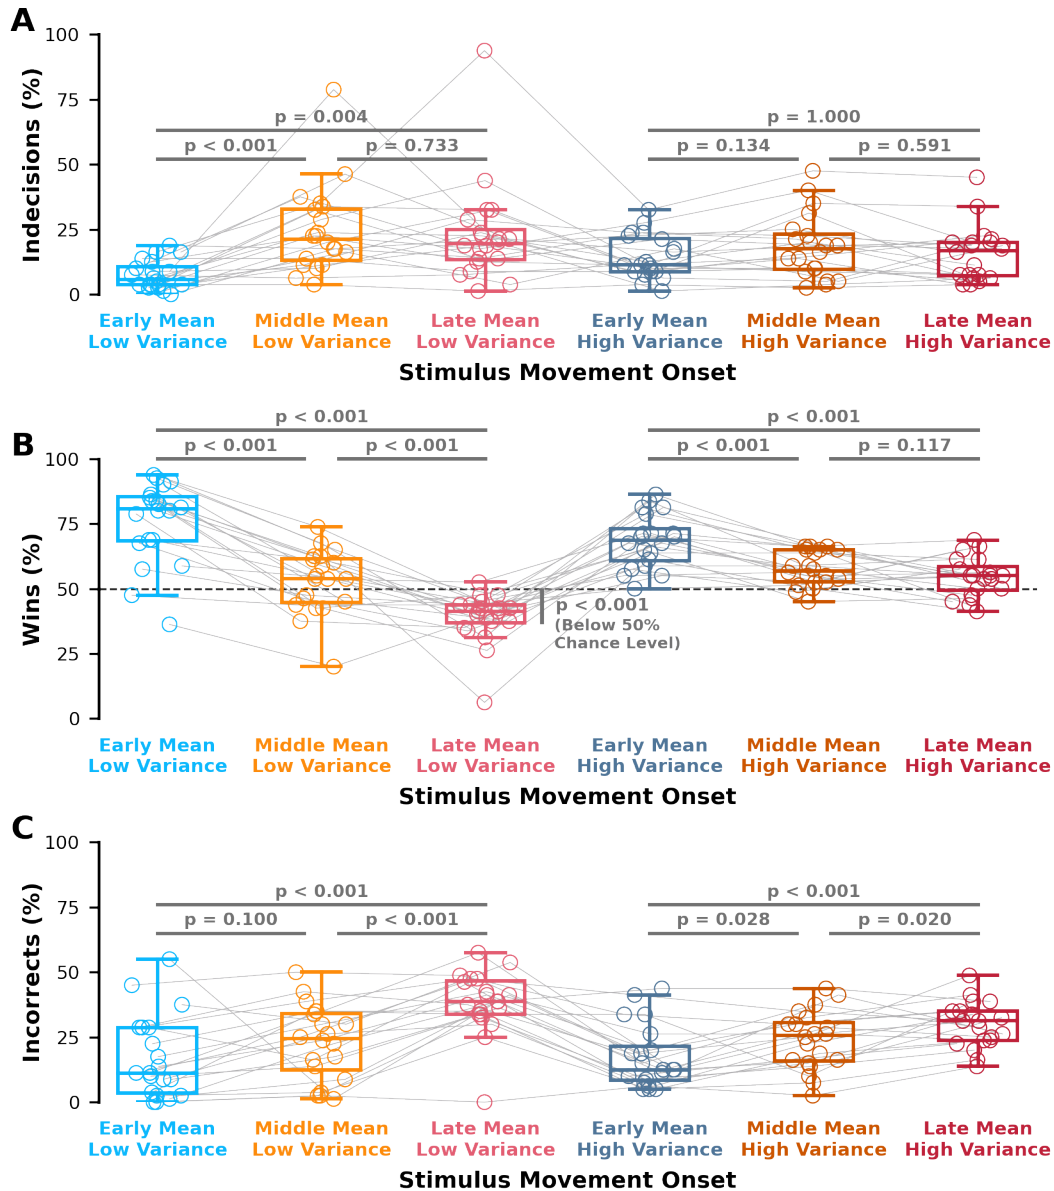 A
100
75
50
25
0
Indecisions (%)
p = 0.004
p < 0.001
p = 0.733
p = 1.000
p = 0.134
p = 0.591
Early Mean
Low Variance
Middle Mean
Low Variance
Late Mean
Low Variance
Early Mean
High Variance
Middle Mean
High Variance
Late Mean
High Variance
Stimulus Movement Onset
B
100
75
50
25
0
Wins (%)
p < 0.001
p < 0.001
p < 0.001
p < 0.001
p < 0.001
p = 0.117
p < 0.001
(Below 50%
Chance Level)
Early Mean
Low Variance
Middle Mean
Low Variance
Late Mean
Low Variance
Early Mean
High Variance
Middle Mean
High Variance
Late Mean
High Variance
Stimulus Movement Onset
C
100
75
50
25
0
Incorrects (%)
p < 0.001
p = 0.100
p < 0.001
p < 0.001
p = 0.028
p = 0.020
Early Mean
Low Variance
Middle Mean
Low Variance
Late Mean
Low Variance
Early Mean
High Variance
Middle Mean
High Variance
Late Mean
High Variance
Stimulus Movement Onset